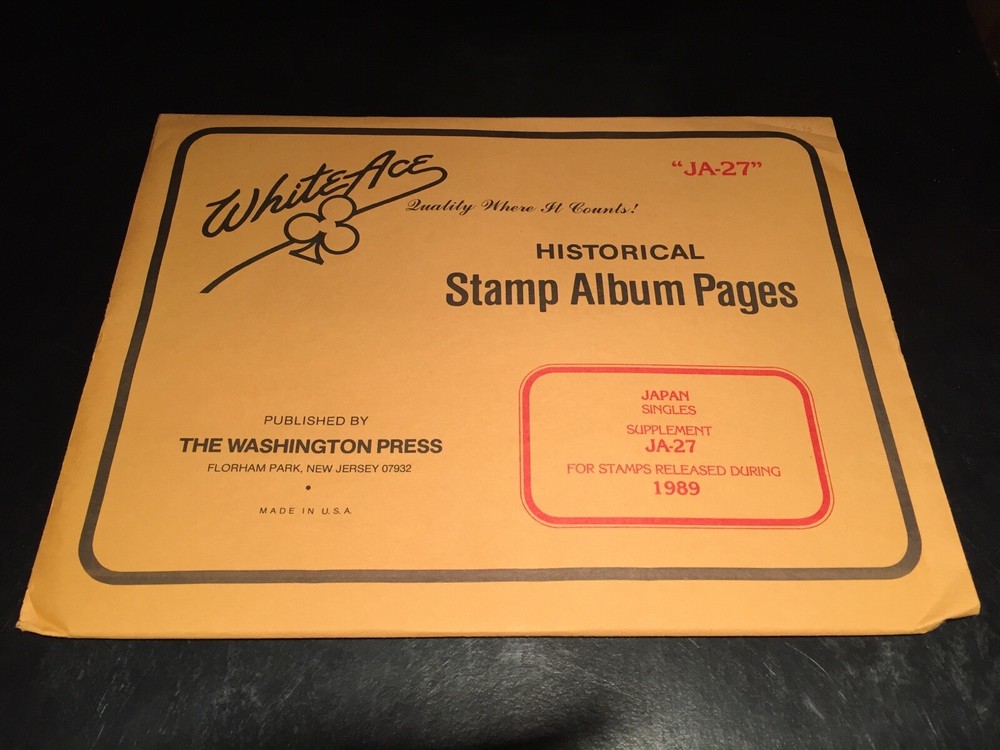 White Ace
"JA-27"
Quality Where It Counts!
HISTORICAL
Stamp Album Pages
PUBLISHED BY
THE WASHINGTON PRESS
FLORHAM PARK, NEW JERSEY 07932
•
MADE IN U.S.A.
JAPAN
SINGLES
SUPPLEMENT
JA-27
FOR STAMPS RELEASED DURING
1989